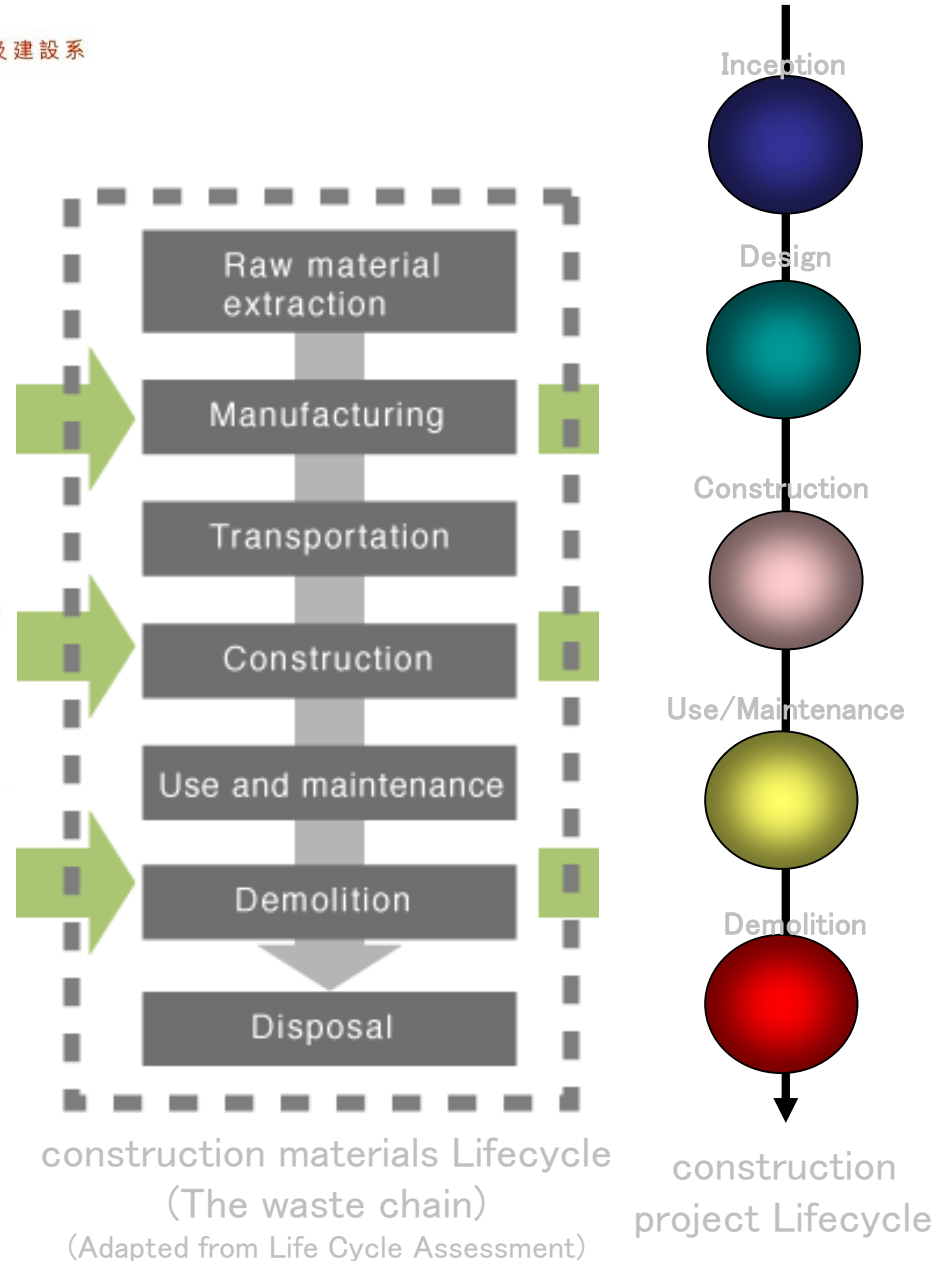 及建設系
Raw material
extraction
Manufacturing
Transportation
Construction
Use and maintenance
Demolition
Disposal
construction materials Lifecycle
(The waste chain)
(Adapted from Life Cycle Assessment)
Inception
Design
Construction
Use/Maintenance
Demolition
construction
project Lifecycle